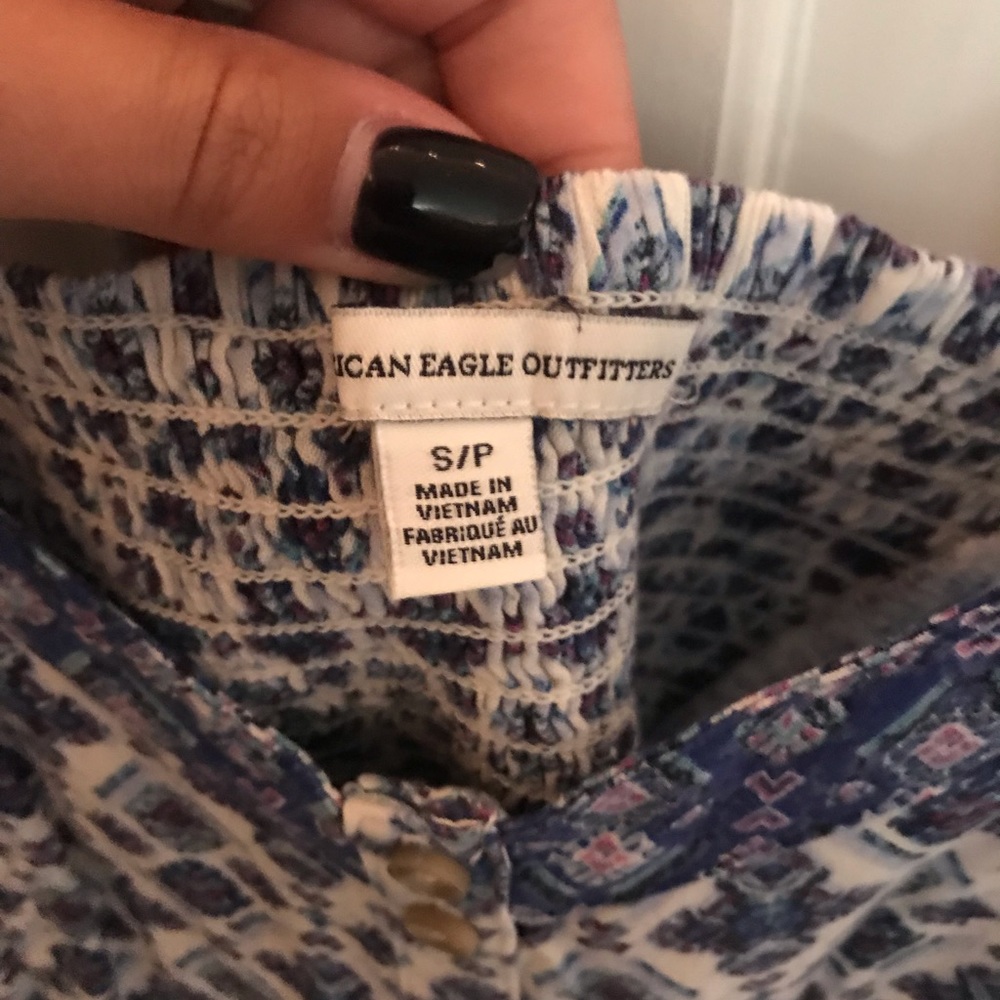 ICAN EAGLE OUTFITTERS
S/P
MADE IN
VIETNAM
FABRIQUÉ AU
VIETNAM